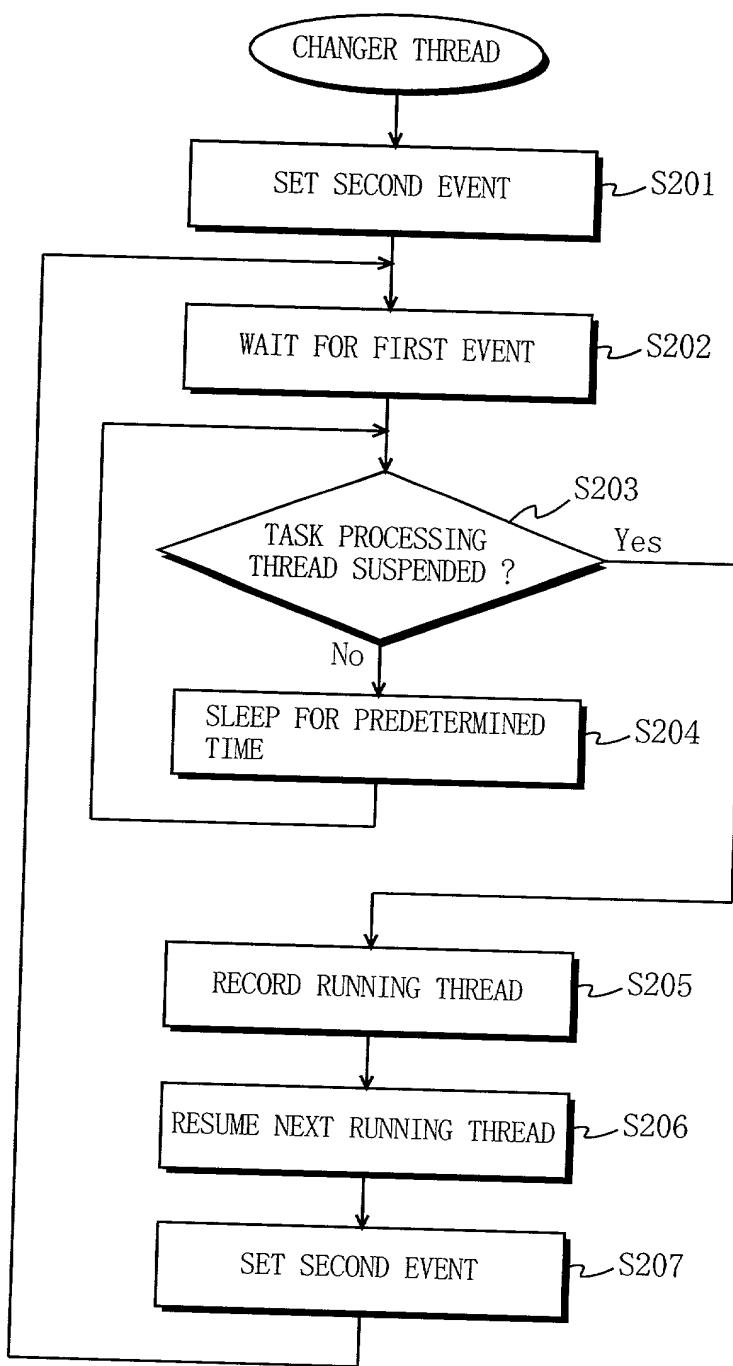 CHANGER THREAD
SET SECOND EVENT
S201
WAIT FOR FIRST EVENT
S202
S203
TASK PROCESSING
THREAD SUSPENDED ?
Yes
No
SLEEP FOR PREDETERMINED
TIME
S204
RECORD RUNNING THREAD
S205
RESUME NEXT RUNNING THREAD
S206
SET SECOND EVENT
S207